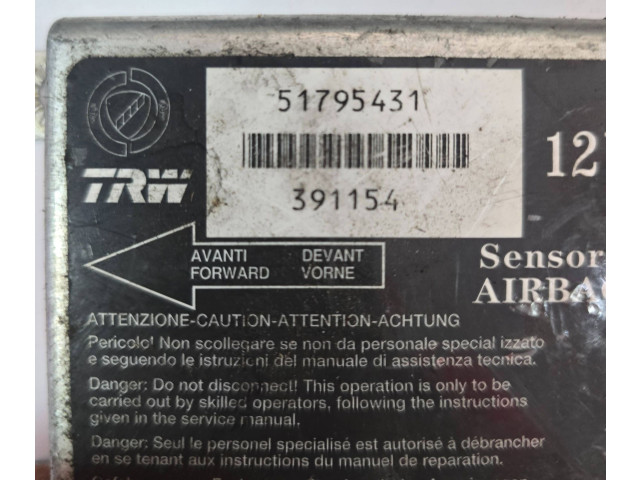 51795431
391154
TRW
12
AVANTI DEVANT
FORWARD VORNE
Sensor
AIRBAG
ATTENZIONE-CAUTION-ATTENTION-ACHTUNG
Pericolo! Non scollegare se non da personale specializzato
e seguendo le istruzioni del manuale di assistenza tecnica.
Danger: Do not disconnect! This operation is only to be
carried out by skilled operators, following the instructions
given in the service manual.
Danger: Seul le personel specialisé est autorisé à débrancher
en se tenant aux instructions du manuel de reparation.